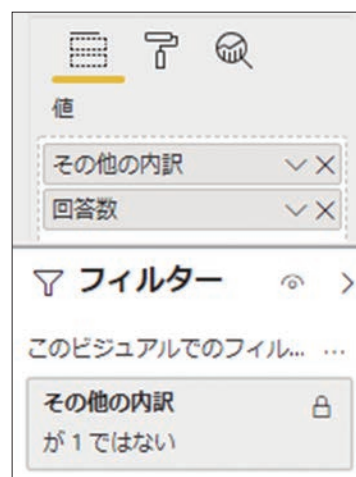 値
その他の内訳
回答数
フィルター
このビジュアルでのフィル... ...
その他の内訳
が 1 ではない